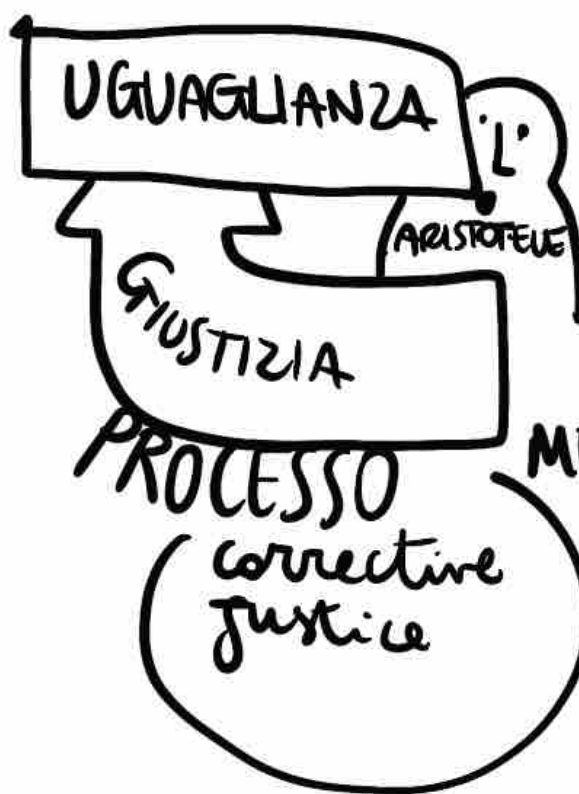 UGUAGLIANZA
ARISTOTELE
GIUSTIZIA
PROCESSO
corrective
justice